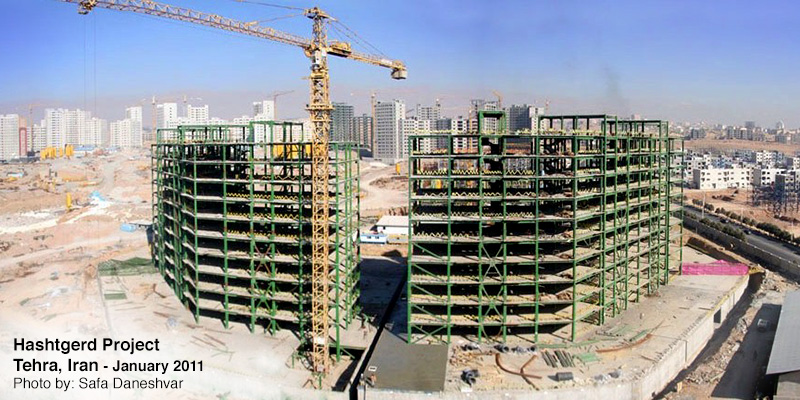 Hashtgerd Project
Tehra, Iran - January 2011
Photo by: Safa Daneshvar